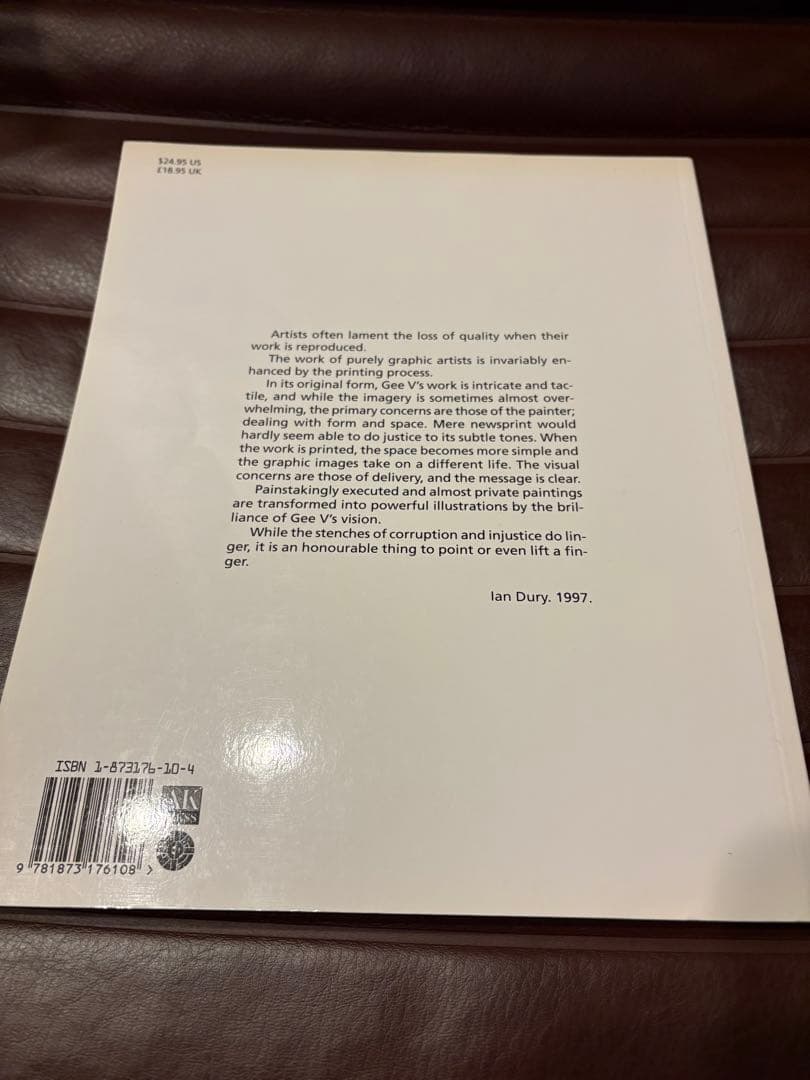 $24.95 US
£18.95 UK
Artists often lament the loss of quality when their
work is reproduced.
The work of purely graphic artists is invariably en-
hanced by the printing process.
In its original form, Gee V's work is intricate and tac-
tile, and while the imagery is sometimes almost over-
whelming, the primary concerns are those of the painter;
dealing with form and space. Mere newsprint would
hardly seem able to do justice to its subtle tones. When
the work is printed, the space becomes more simple and
the graphic images take on a different life. The visual
concerns are those of delivery, and the message is clear.
Painstakingly executed and almost private paintings
are transformed into powerful illustrations by the bril-
liance of Gee V's vision.
While the stenches of corruption and injustice do lin-
ger, it is an honourable thing to point or even lift a fin-
ger.
Ian Dury. 1997.
ISBN 1-873176-10-4
AK
9 781873 176108 >